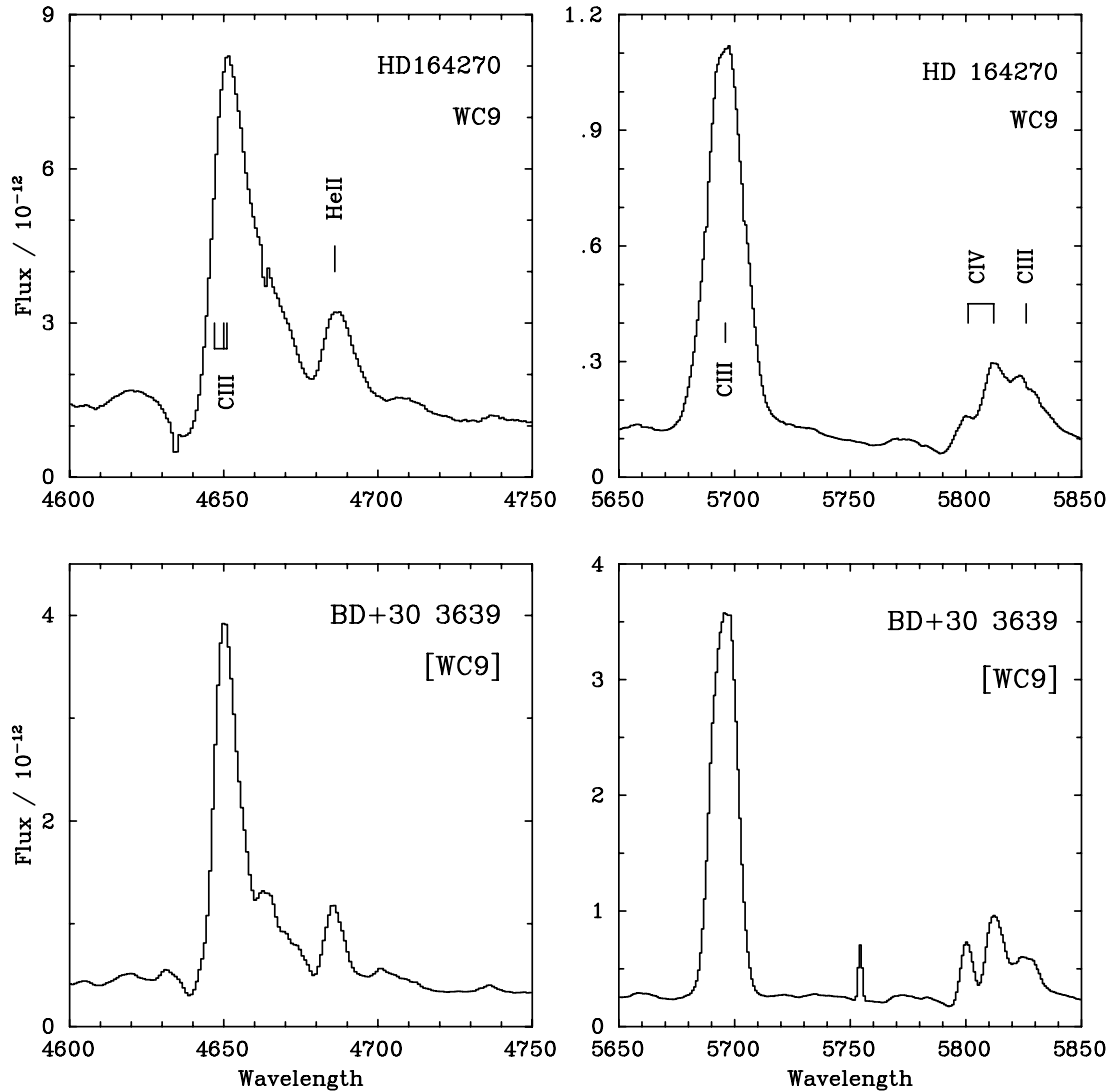 9
6
3
0
Flux / 10⁻¹²
HD164270
WC9
HeII
CIII
4600 4650 4700 4750
1.2
.9
.6
.3
0
HD 164270
WC9
CIV
CIII
CIII
5650 5700 5750 5800 5850
4
2
0
Flux / 10⁻¹²
BD+30 3639
[WC9]
4600 4650 4700 4750
Wavelength
4
3
2
1
0
BD+30 3639
[WC9]
5650 5700 5750 5800 5850
Wavelength